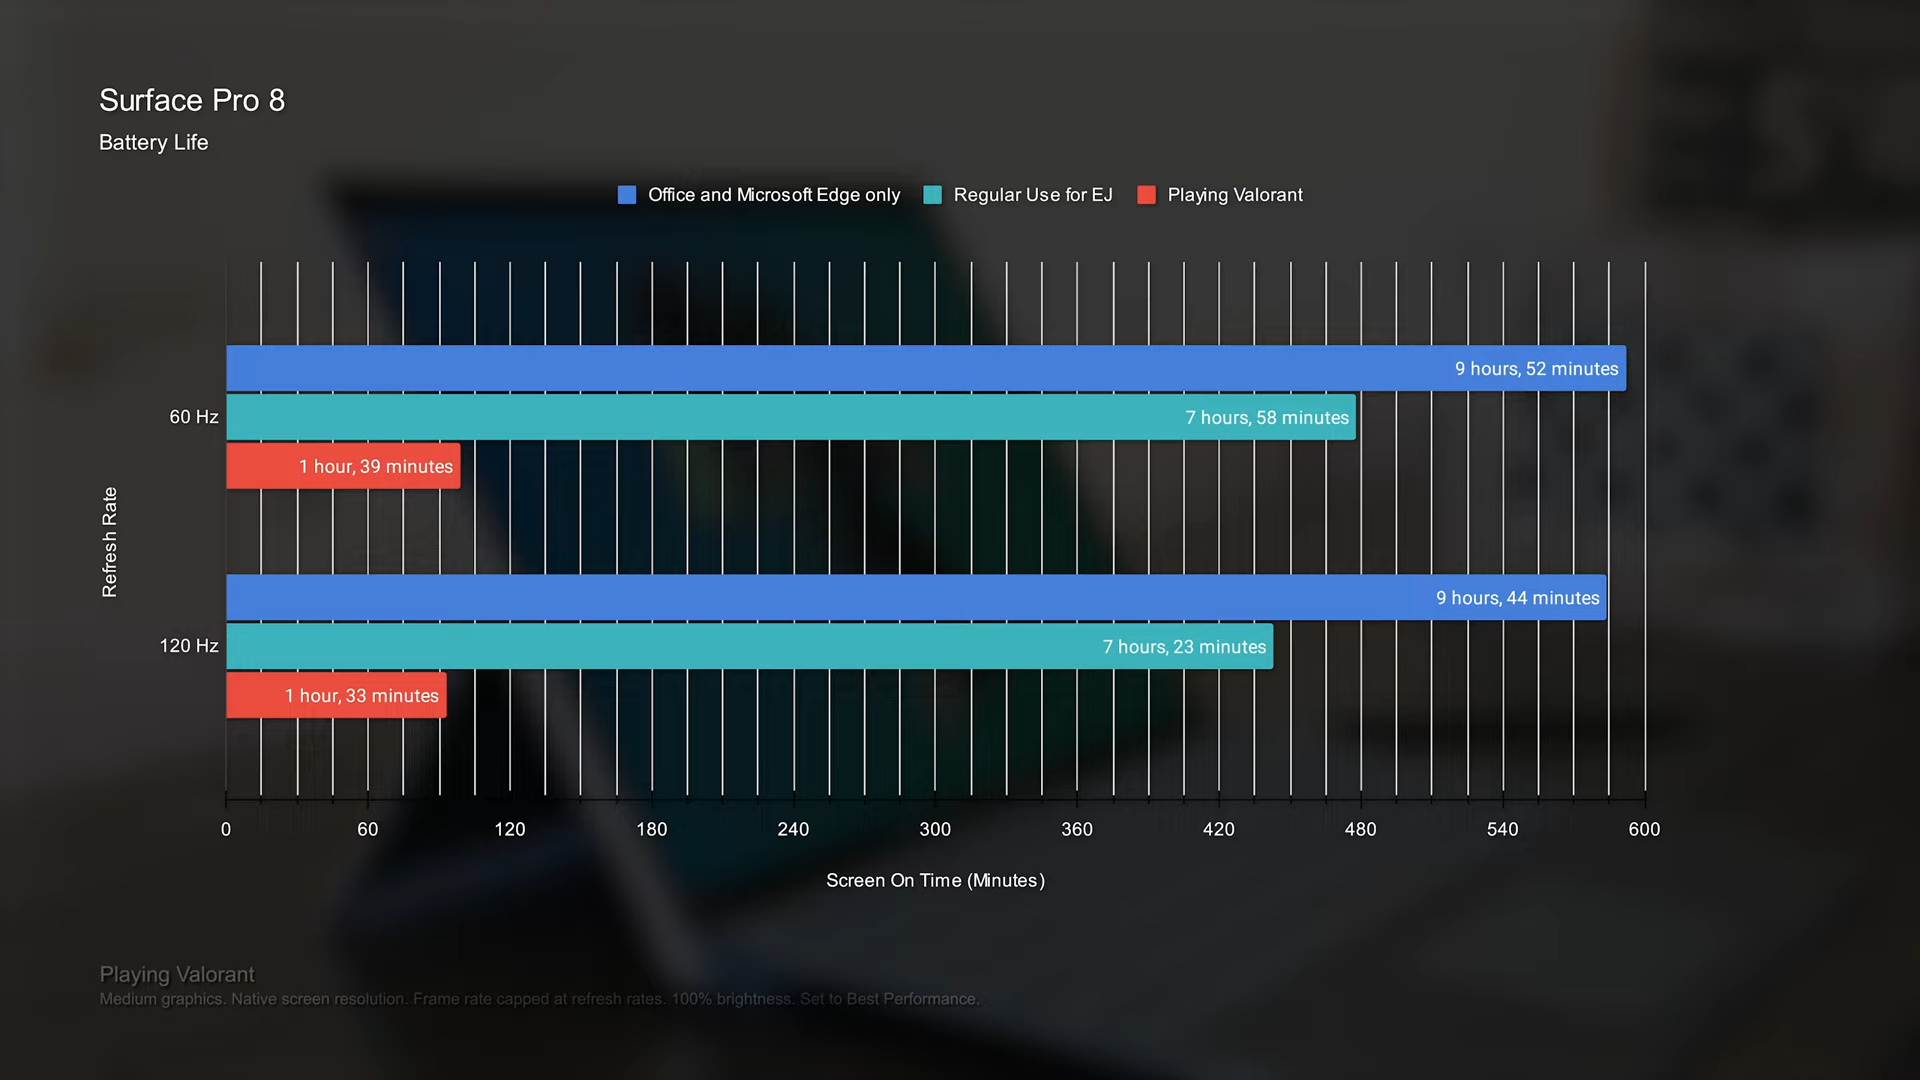 Surface Pro 8
Battery Life
Office and Microsoft Edge only Regular Use for EJ Playing Valorant
9 hours, 52 minutes
60 Hz 7 hours, 58 minutes
1 hour, 39 minutes
Refresh Rate
9 hours, 44 minutes
120 Hz 7 hours, 23 minutes
1 hour, 33 minutes
0 60 120 180 240 300 360 420 480 540 600
Screen On Time (Minutes)
Playing Valorant
Medium graphics. Native screen resolution. Frame rate capped at refresh rates. 100% brightness. Set to Best Performance.